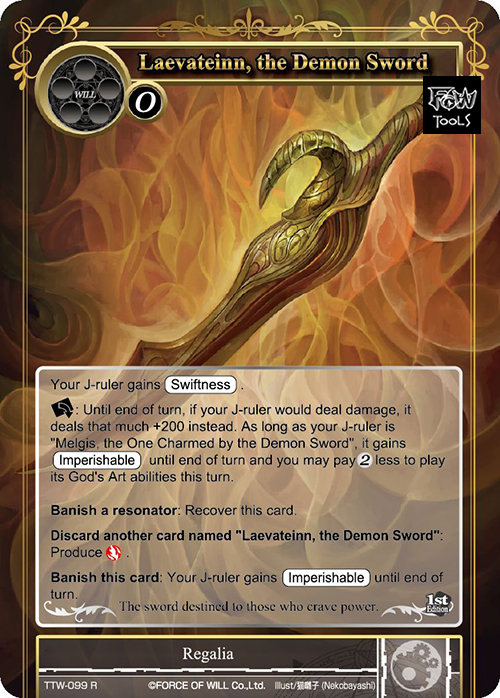 Laevateinn, the Demon Sword
WILL
0
FoW
TOOLS
Your J-ruler gains Swiftness .
: Until end of turn, if your J-ruler would deal damage, it
deals that much +200 instead. As long as your J-ruler is
"Melgis, the One Charmed by the Demon Sword", it gains
Imperishable until end of turn and you may pay 2 less to play
its God's Art abilities this turn.
Banish a resonator: Recover this card.
Discard another card named "Laevateinn, the Demon Sword":
Produce .
Banish this card: Your J-ruler gains Imperishable until end of
turn.
The sword destined to those who crave power.
1st
Edition
Regalia
TTW-099 R ©FORCE OF WILL Co.,Ltd. Illust/猫囃子 (Nekobayashi)